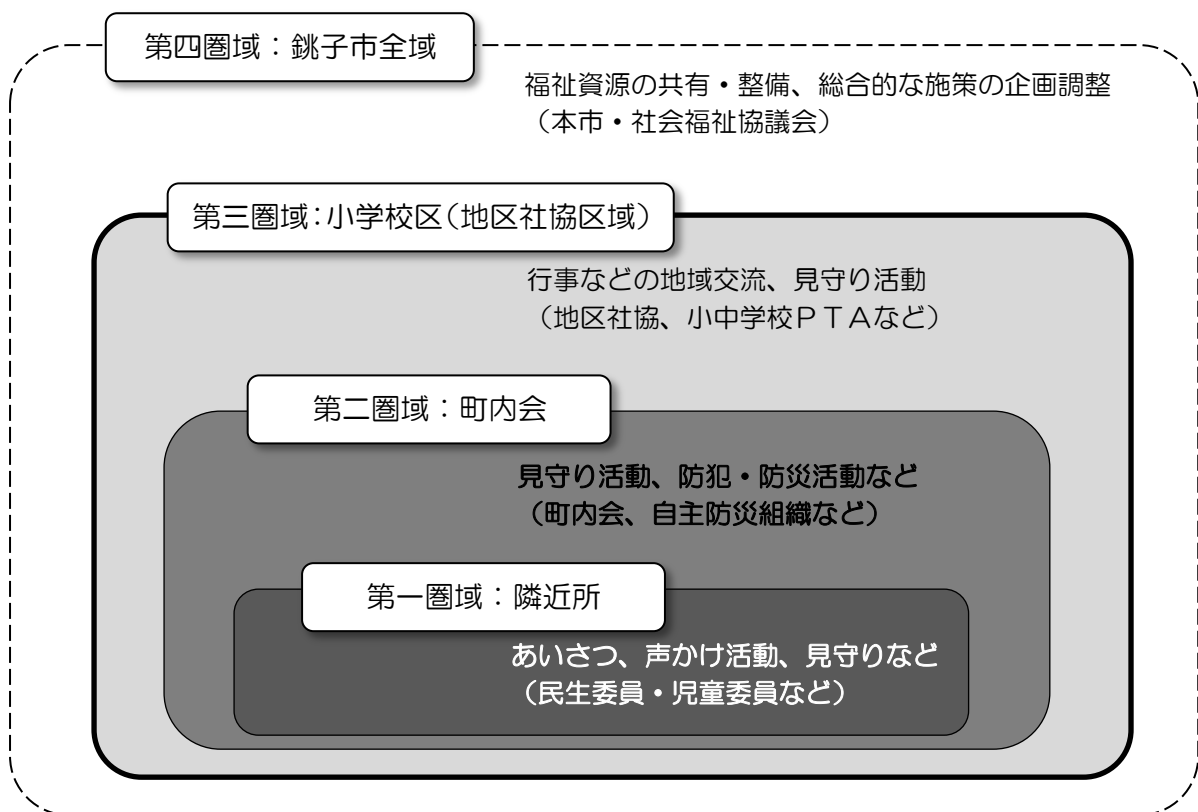 第四圏域：銚子市全域
福祉資源の共有・整備、総合的な施策の企画調整
（本市・社会福祉協議会）
第三圏域：小学校区（地区社協区域）
行事などの地域交流、見守り活動
（地区社協、小中学校ＰＴＡなど）
第二圏域：町内会
見守り活動、防犯・防災活動など
（町内会、自主防災組織など）
第一圏域：隣近所
あいさつ、声かけ活動、見守りなど
（民生委員・児童委員など）